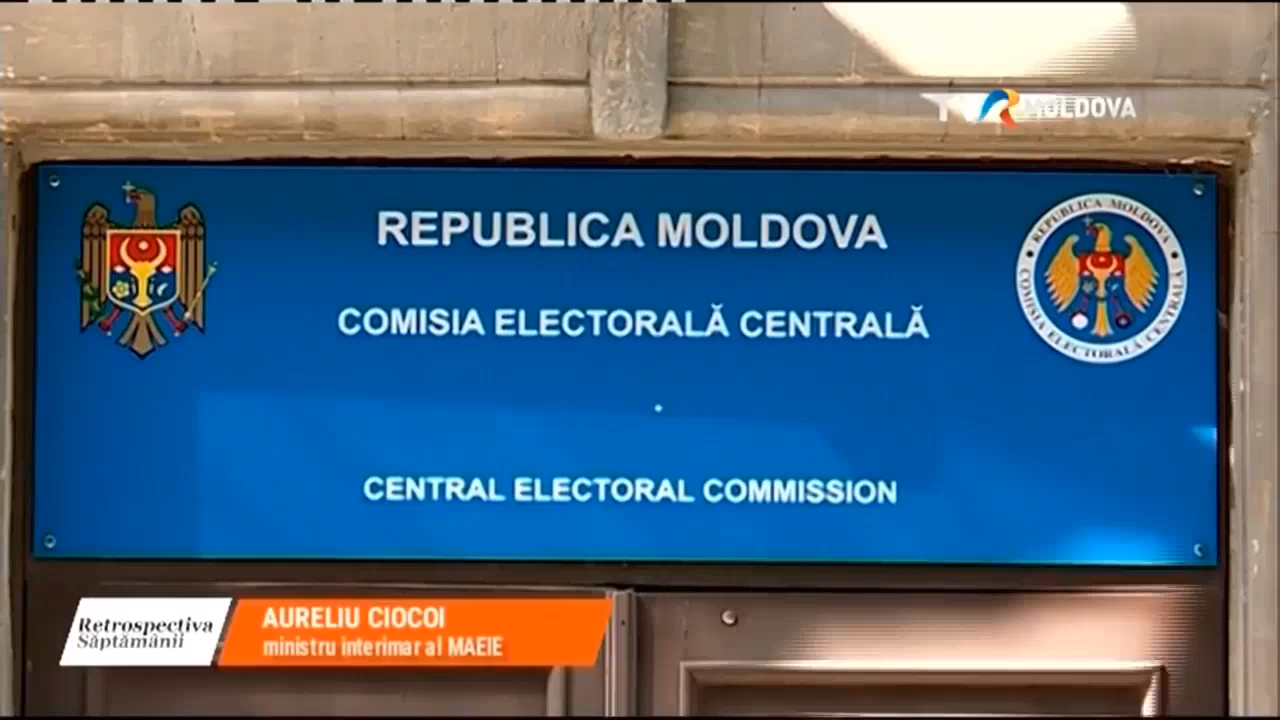 TVR MOLDOVA
REPUBLICA MOLDOVA
COMISIA ELECTORALĂ CENTRALĂ
CENTRAL ELECTORAL COMMISSION
REPUBLICA MOLDOVA
COMISIA ELECTORALĂ CENTRALĂ
Retrospectiva
Săptămânii
AURELIU CIOCOI
ministru interimar al MAEIE